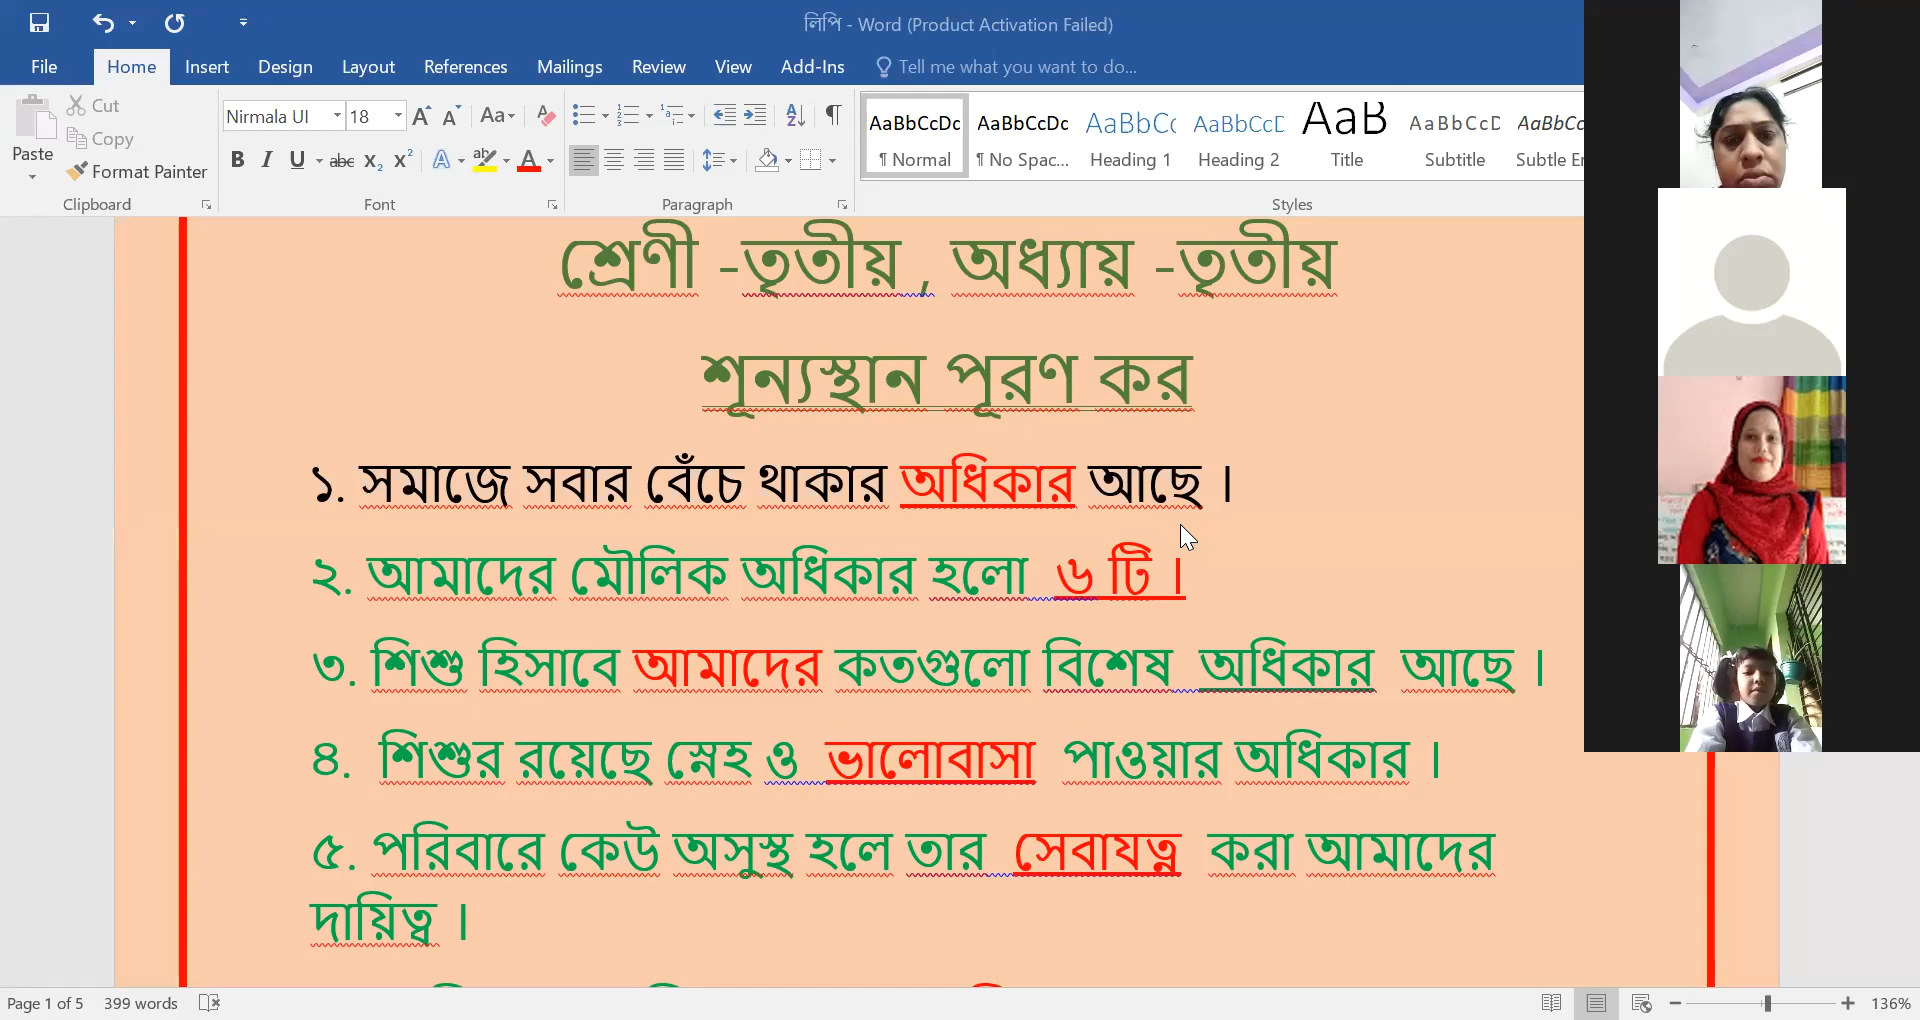 লিপি - Word (Product Activation Failed)
File Home Insert Design Layout References Mailings Review View Add-Ins Tell me what you want to do...
Paste
Cut
Copy
Format Painter
Clipboard
Nirmala UI 18
Font
Paragraph
AaBbCcDc AaBbCcDc AaBbCc AaBbCcD AaB AaBbCcD AaBbCc
¶ Normal ¶ No Spac... Heading 1 Heading 2 Title Subtitle Subtle
Styles
শ্রেণী -তৃতীয় , অধ্যায় -তৃতীয়
শূন্যস্থান পূরণ কর
১. সমাজে সবার বেঁচে থাকার অধিকার আছে ।
২. আমাদের মৌলিক অধিকার হলো ৬ টি ।
৩. শিশু হিসাবে আমাদের কতগুলো বিশেষ অধিকার আছে ।
৪. শিশুর রয়েছে স্নেহ ও ভালোবাসা পাওয়ার অধিকার ।
৫. পরিবারে কেউ অসুস্থ হলে তার সেবাযত্ন করা আমাদের
দায়িত্ব ।
Page 1 of 5 399 words 136%